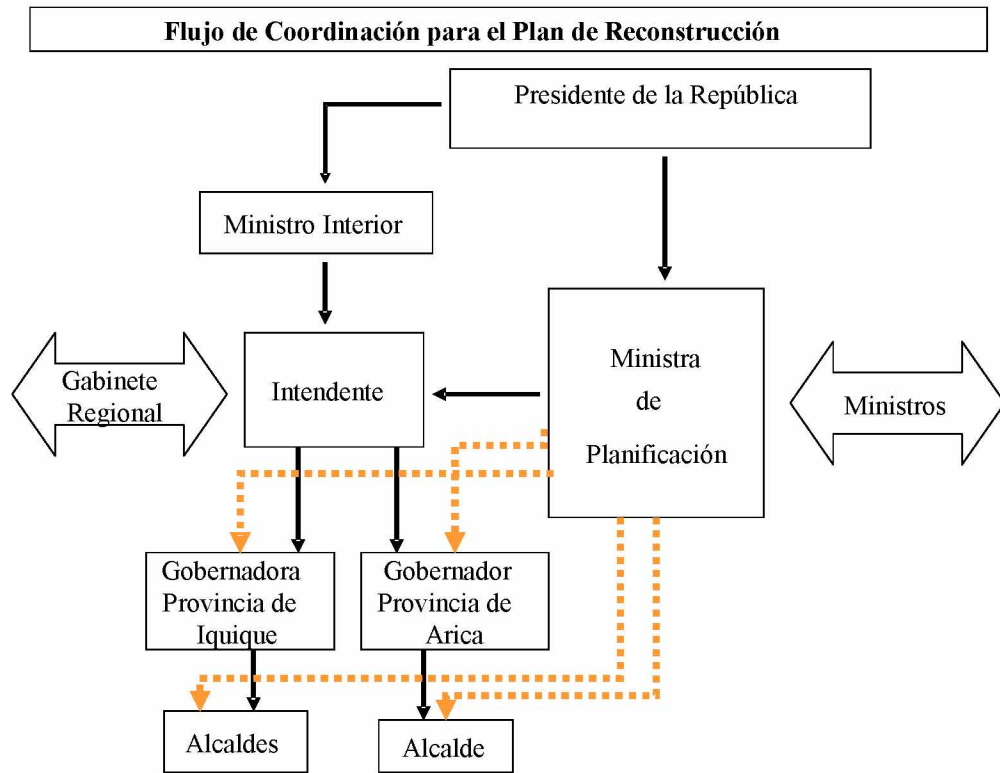 Flujo de Coordinación para el Plan de Reconstrucción
Presidente de la República
Ministro Interior
Gabinete
Regional
Intendente
Ministra
de
Planificación
Ministros
Gobernadora
Provincia de
Iquique
Gobernador
Provincia de
Arica
Alcaldes
Alcalde